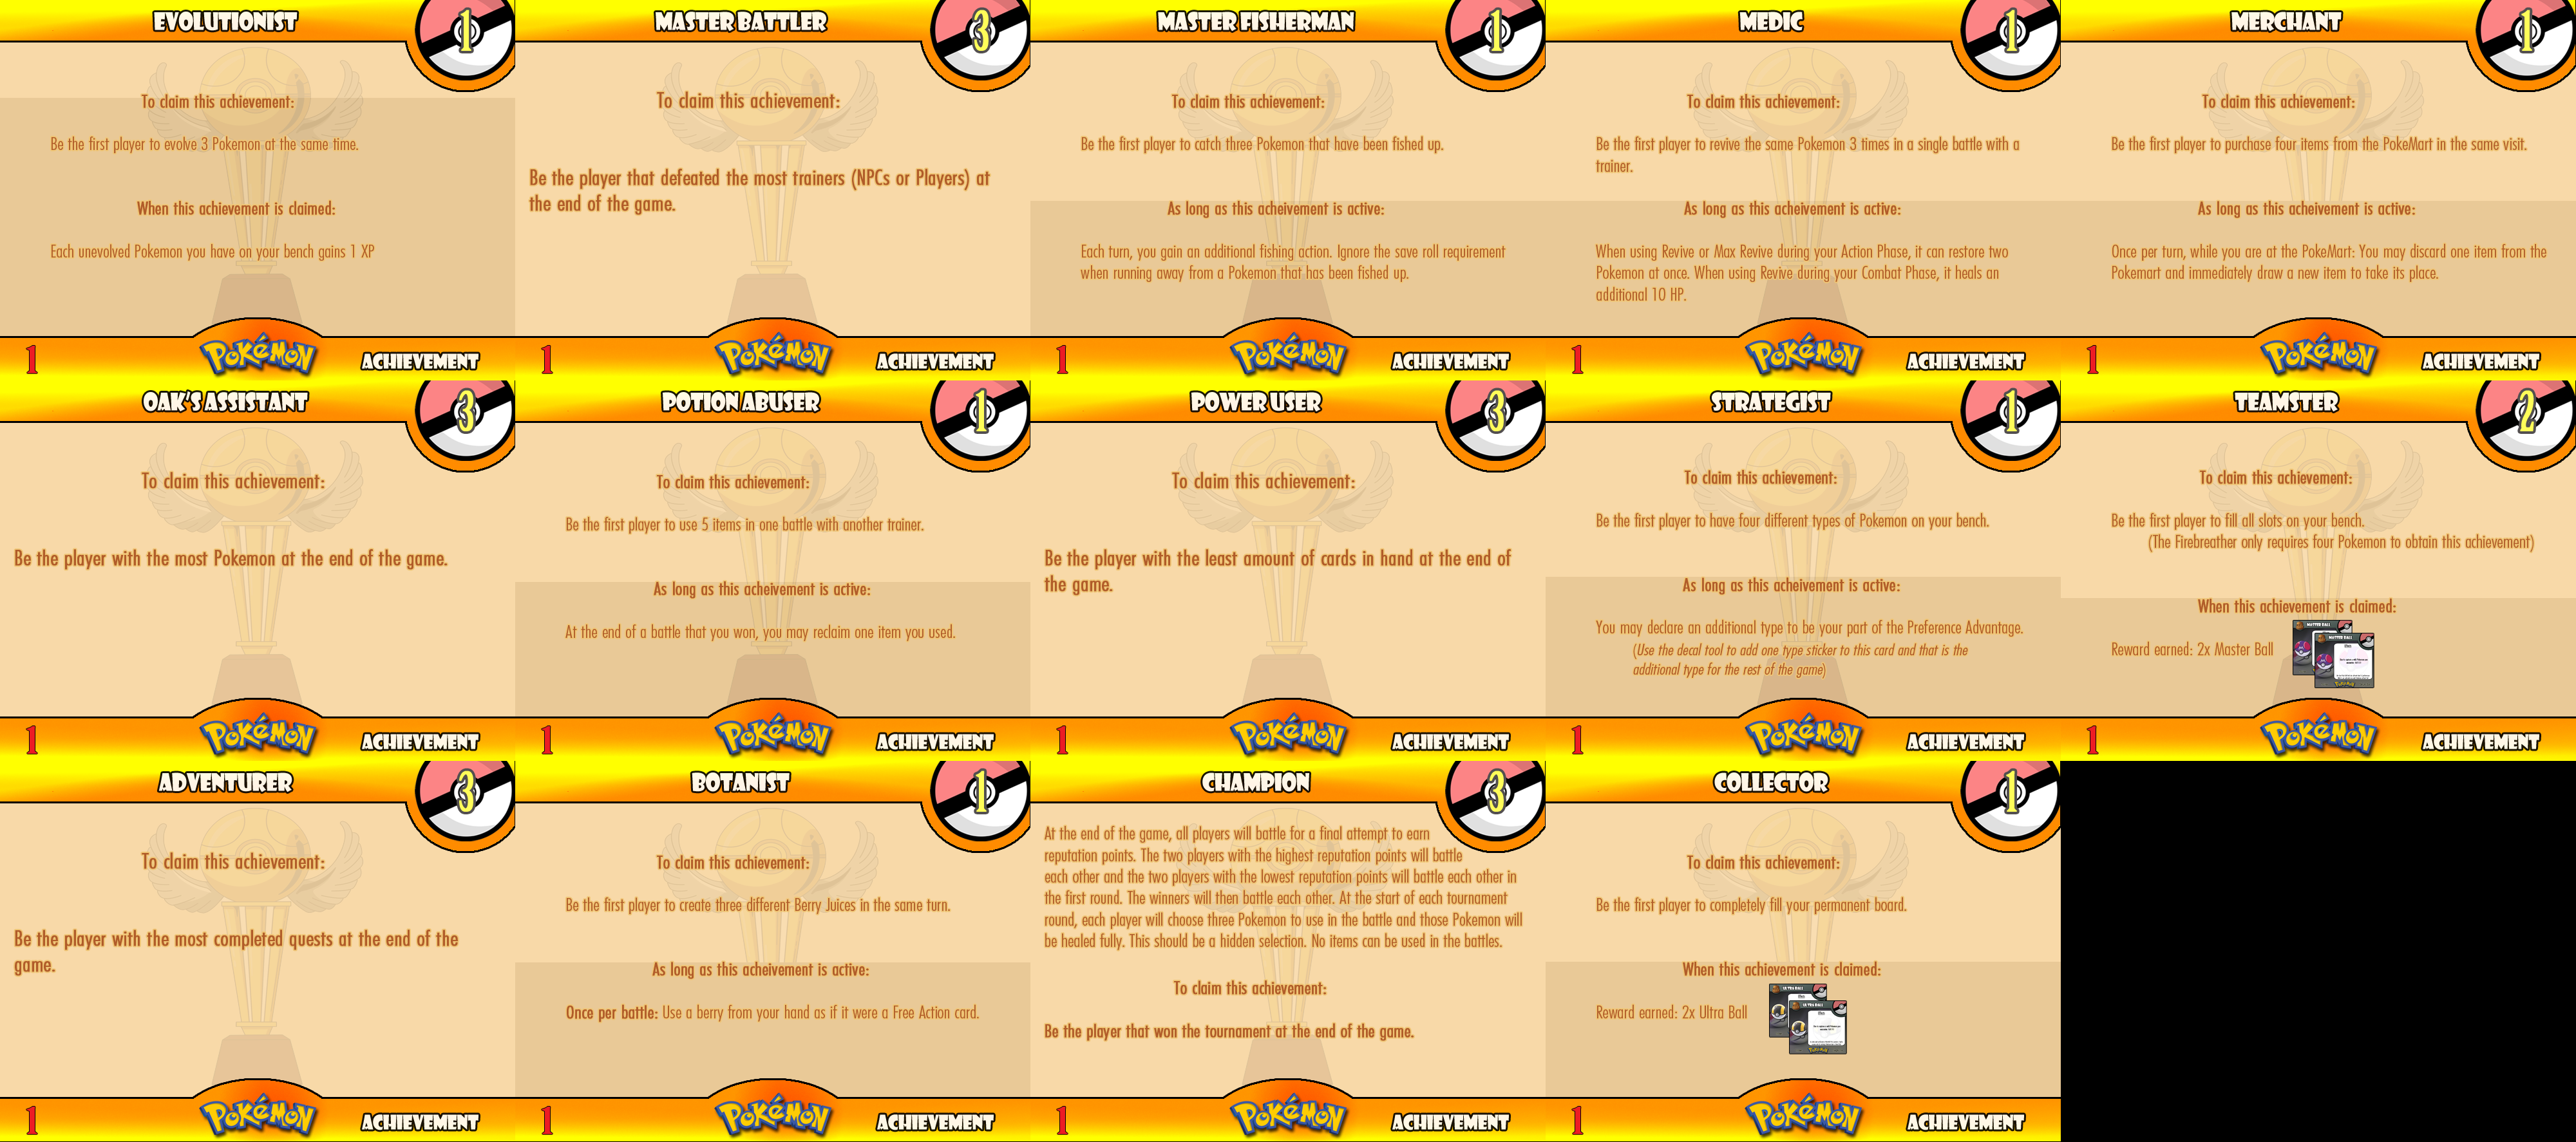 EVOLUTIONIST
1
To claim this achievement:
Be the first player to evolve 3 Pokemon at the same time.
When this achievement is claimed:
Each unevolved Pokemon you have on your bench gains 1 XP
1
POKéMON
ACHIEVEMENT
MASTER BATTLER
3
To claim this achievement:
Be the player that defeated the most trainers (NPCs or Players) at
the end of the game.
1
POKéMON
ACHIEVEMENT
MASTER FISHERMAN
1
To claim this achievement:
Be the first player to catch three Pokemon that have been fished up.
As long as this acheivement is active:
Each turn, you gain an additional fishing action. Ignore the save roll requirement
when running away from a Pokemon that has been fished up.
1
POKéMON
ACHIEVEMENT
MEDIC
1
To claim this achievement:
Be the first player to revive the same Pokemon 3 times in a single battle with a
trainer.
As long as this acheivement is active:
When using Revive or Max Revive during your Action Phase, it can restore two
Pokemon at once. When using Revive during your Combat Phase, it heals an
additional 10 HP.
1
POKéMON
ACHIEVEMENT
MERCHANT
1
To claim this achievement:
Be the first player to purchase four items from the PokeMart in the same visit.
As long as this acheivement is active:
Once per turn, while you are at the PokeMart: You may discard one item from the
Pokemart and immediately draw a new item to take its place.
1
POKéMON
ACHIEVEMENT
OAK'S ASSISTANT
3
To claim this achievement:
Be the player with the most Pokemon at the end of the game.
1
POKéMON
ACHIEVEMENT
POTION ABUSER
1
To claim this achievement:
Be the first player to use 5 items in one battle with another trainer.
As long as this acheivement is active:
At the end of a battle that you won, you may reclaim one item you used.
1
POKéMON
ACHIEVEMENT
POWER USER
3
To claim this achievement:
Be the player with the least amount of cards in hand at the end of
the game.
1
POKéMON
ACHIEVEMENT
STRATEGIST
1
To claim this achievement:
Be the first player to have four different types of Pokemon on your bench.
As long as this acheivement is active:
You may declare an additional type to be your part of the Preference Advantage.
(Use the decal tool to add one type sticker to this card and that is the
additional type for the rest of the game)
1
POKéMON
ACHIEVEMENT
TEAMSTER
2
To claim this achievement:
Be the first player to fill all slots on your bench.
(The Firebreather only requires four Pokemon to obtain this achievement)
When this achievement is claimed:
Reward earned: 2x Master Ball
MASTER BALL
MASTER BALL
1
POKéMON
ACHIEVEMENT
ADVENTURER
3
To claim this achievement:
Be the player with the most completed quests at the end of the
game.
1
POKéMON
ACHIEVEMENT
BOTANIST
1
To claim this achievement:
Be the first player to create three different Berry Juices in the same turn.
As long as this acheivement is active:
Once per battle: Use a berry from your hand as if it were a Free Action card.
1
POKéMON
ACHIEVEMENT
CHAMPION
3
At the end of the game, all players will battle for a final attempt to earn
reputation points. The two players with the highest reputation points will battle
each other and the two players with the lowest reputation points will battle each other in
the first round. The winners will then battle each other. At the start of each tournament
round, each player will choose three Pokemon to use in the battle and those Pokemon will
be healed fully. This should be a hidden selection. No items can be used in the battles.
To claim this achievement:
Be the player that won the tournament at the end of the game.
1
POKéMON
ACHIEVEMENT
COLLECTOR
1
To claim this achievement:
Be the first player to completely fill your permanent board.
When this achievement is claimed:
Reward earned: 2x Ultra Ball
ULTRA BALL
ULTRA BALL
1
POKéMON
ACHIEVEMENT